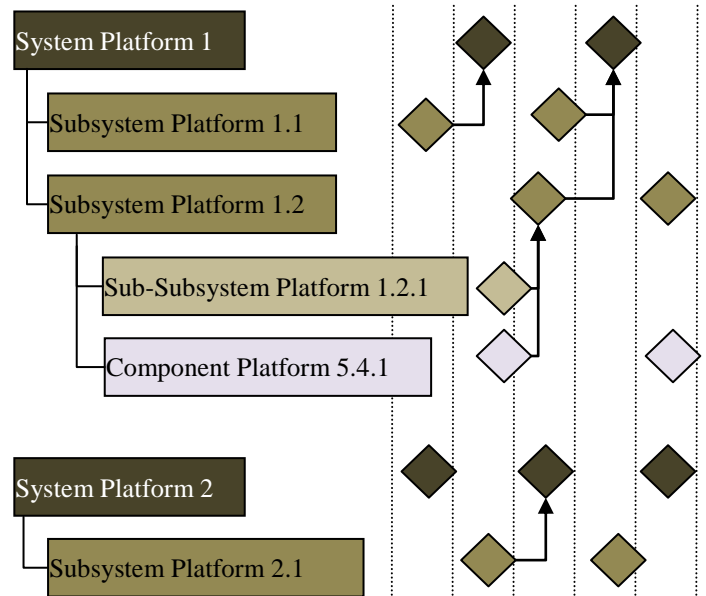 System Platform 1
Subsystem Platform 1.1
Subsystem Platform 1.2
Sub-Subsystem Platform 1.2.1
Component Platform 5.4.1
System Platform 2
Subsystem Platform 2.1